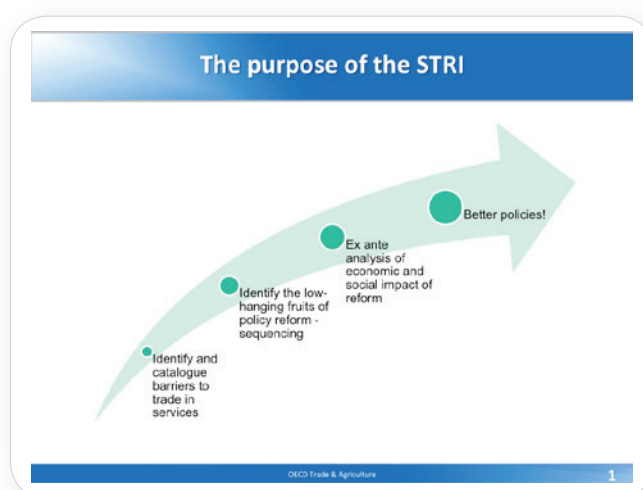 The purpose of the STRI
Better policies!
Ex ante
analysis of
economic and
social impact of
reform
Identify the low-
hanging fruits of
policy reform -
sequencing
Identify and
catalogue
barriers to
trade in
services
OECD Trade & Agriculture
1